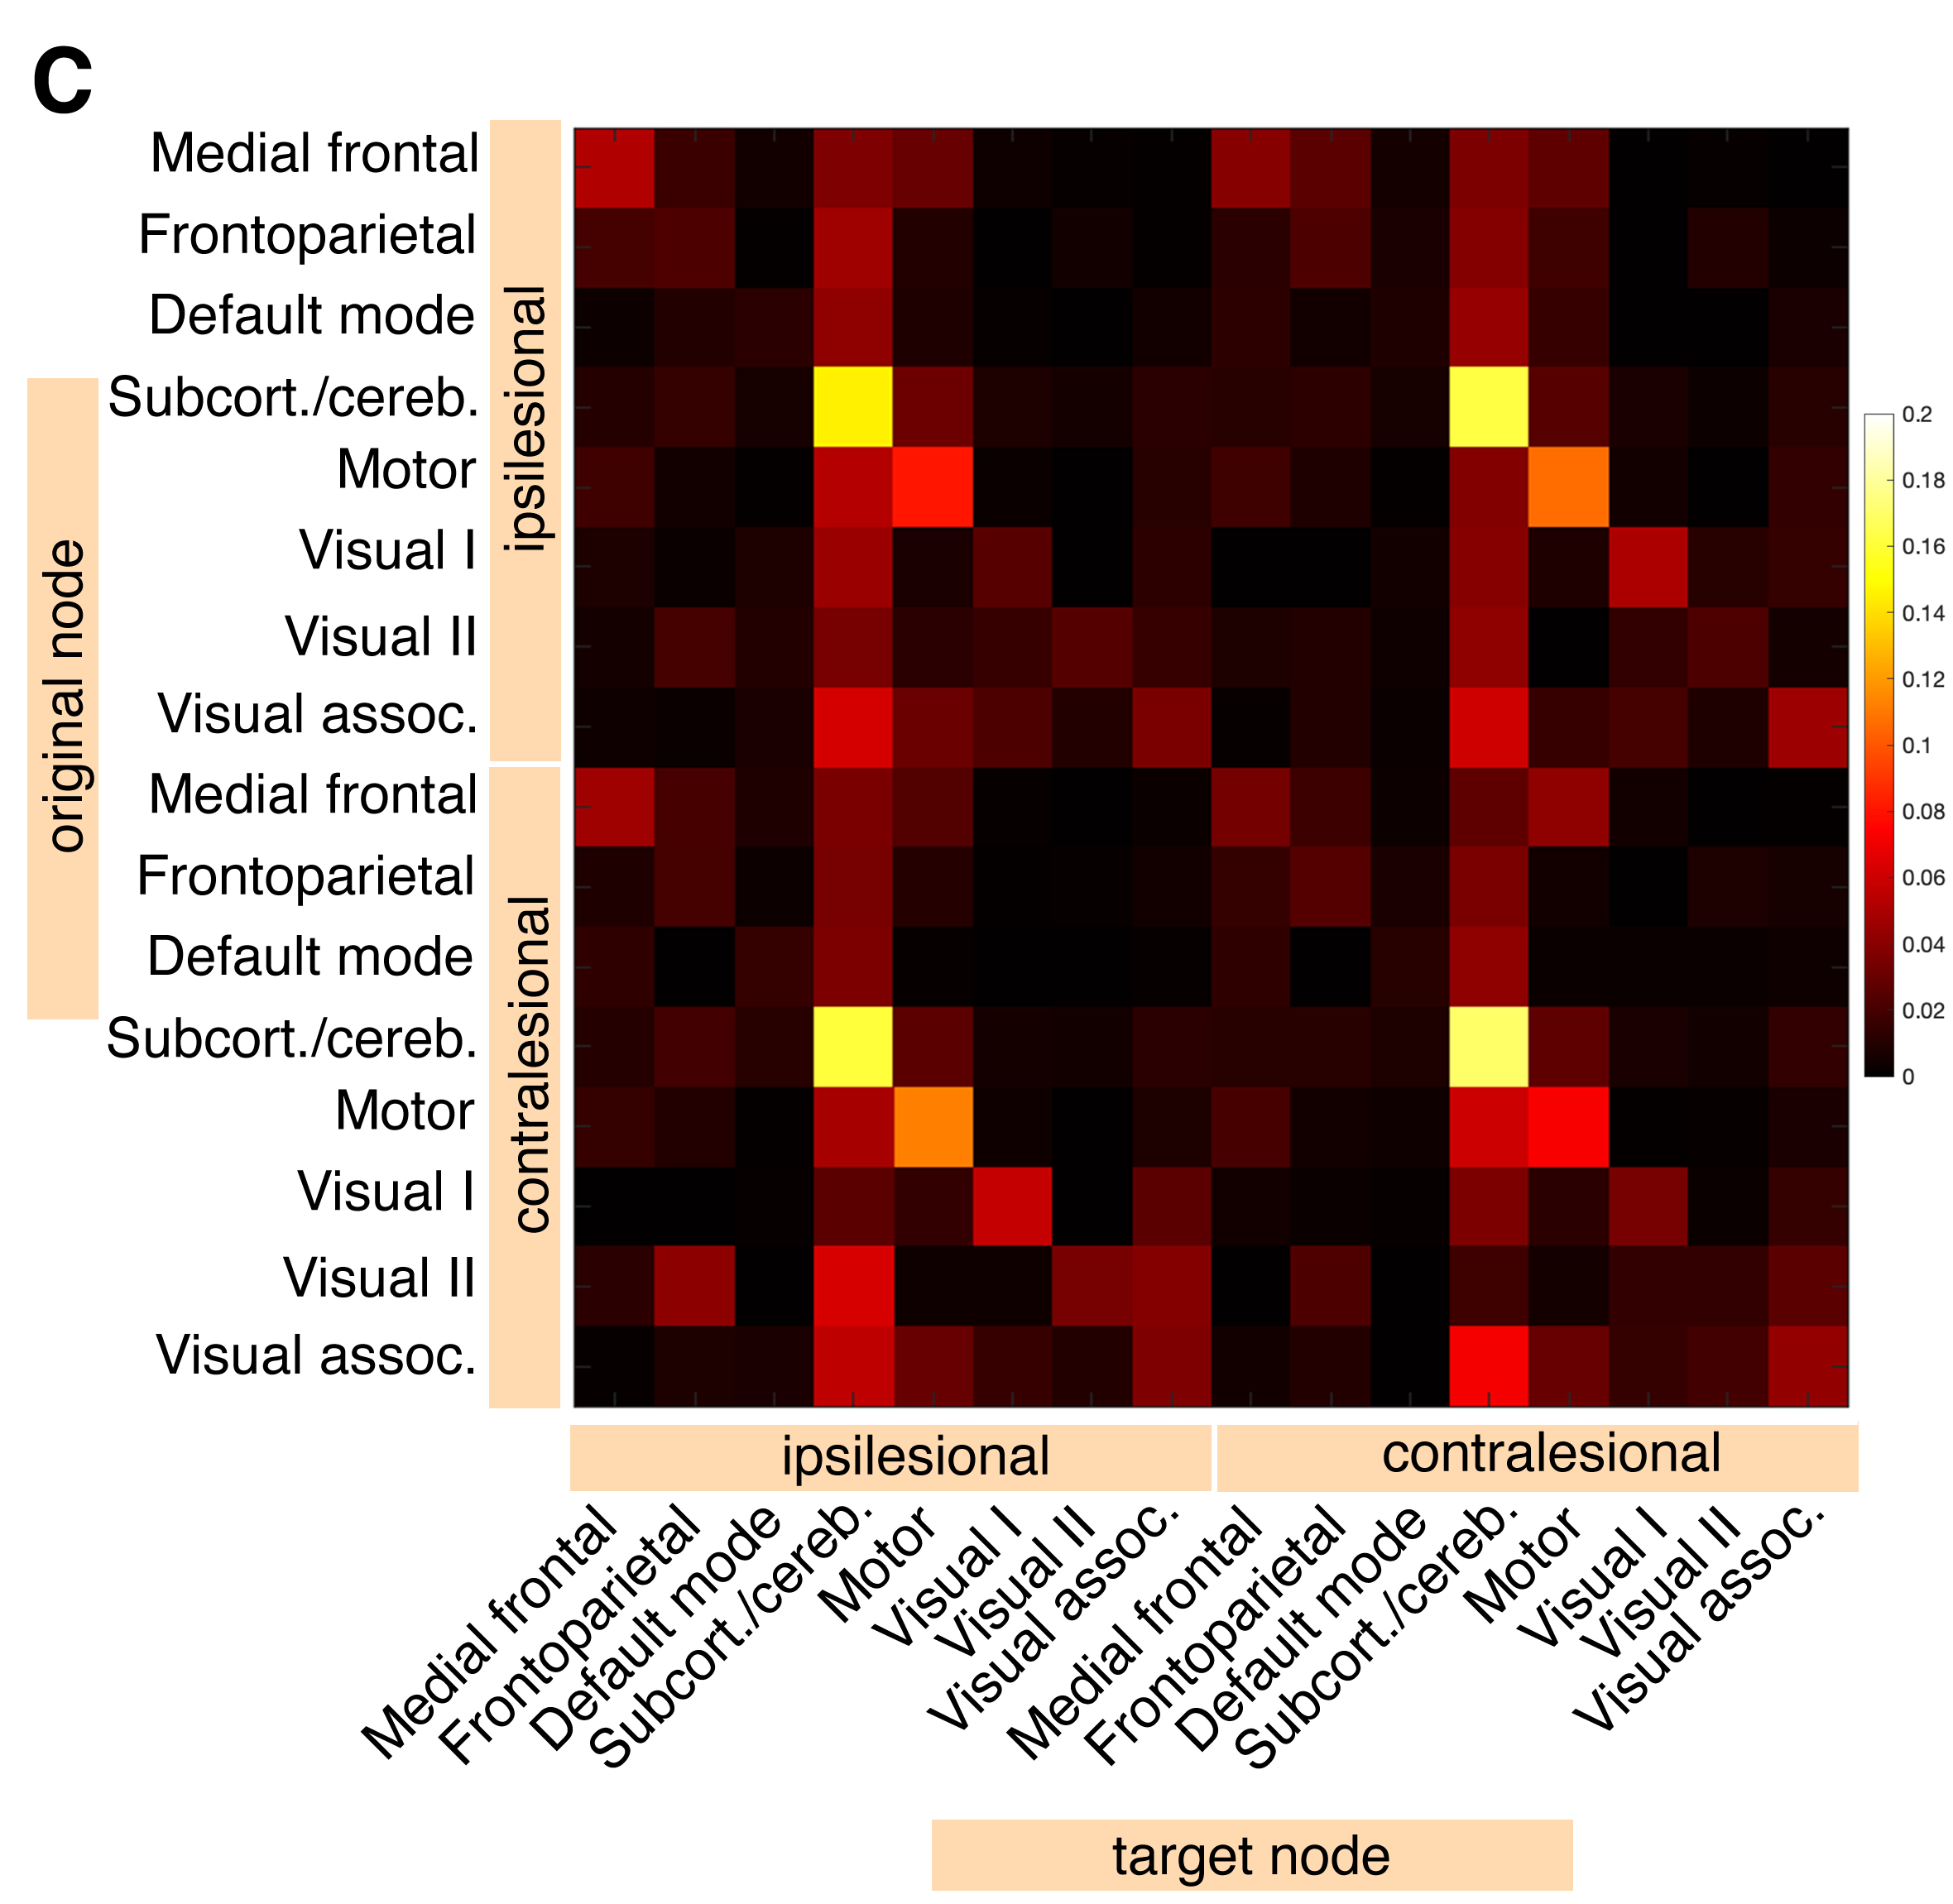 C
original node
ipsilesional
contralesional
Medial frontal
Frontoparietal
Default mode
Subcort./cereb.
Motor
Visual I
Visual II
Visual assoc.
Medial frontal
Frontoparietal
Default mode
Subcort./cereb.
Motor
Visual I
Visual II
Visual assoc.
0.2
0.18
0.16
0.14
0.12
0.1
0.08
0.06
0.04
0.02
0
ipsilesional
contralesional
Medial frontal
Frontoparietal
Default mode
Subcort./cereb.
Motor
Visual I
Visual II
Visual assoc.
Medial frontal
Frontoparietal
Default mode
Subcort./cereb.
Motor
Visual I
Visual II
Visual assoc.
target node